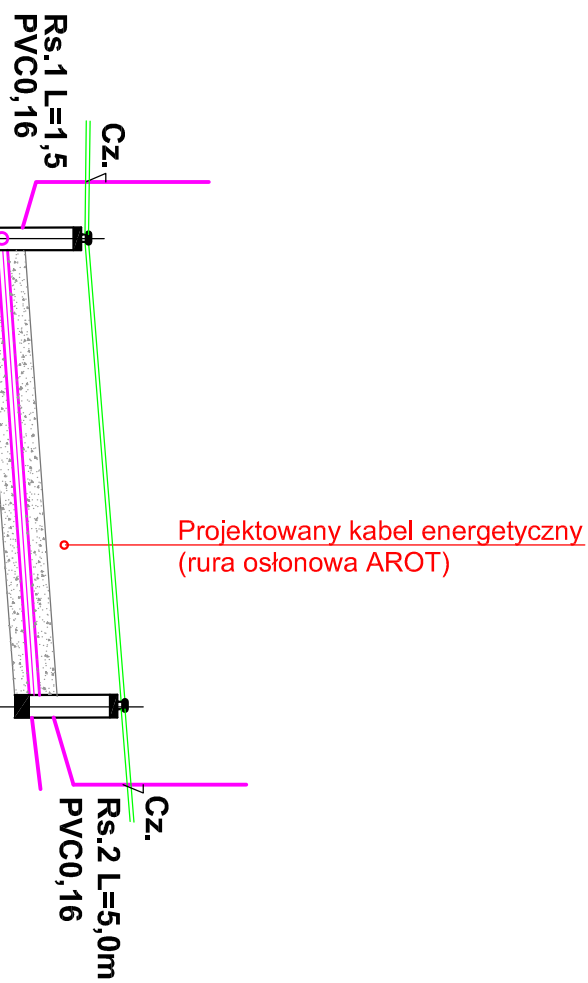 Rs.1 L=1,5
PVC0,16
Cz.
Projektowany kabel energetyczny
(rura osłonowa AROT)
Cz.
Rs.2 L=5,0m
PVC0,16